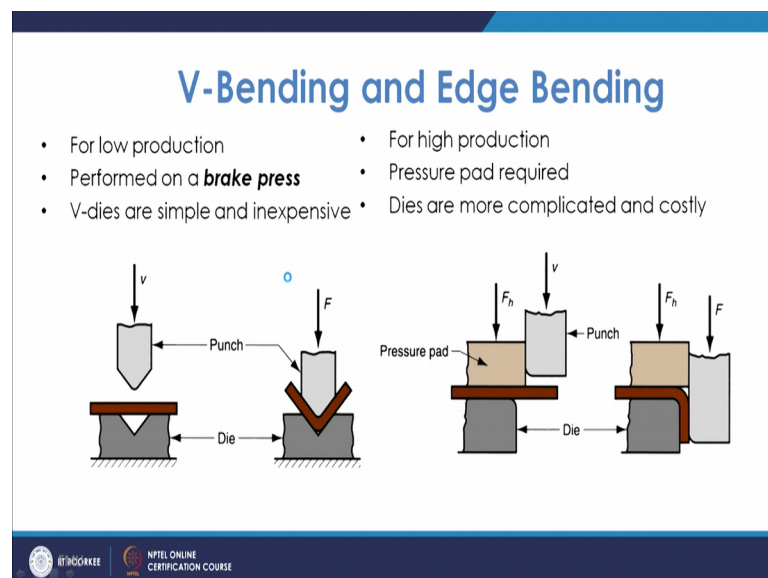 V-Bending and Edge Bending
• For low production
• Performed on a brake press
• V-dies are simple and inexpensive
• For high production
• Pressure pad required
• Dies are more complicated and costly
v
F
Punch
Die
F_h
v
Pressure pad
Punch
F_h
F
Die
NPTEL ONLINE
CERTIFICATION COURSE